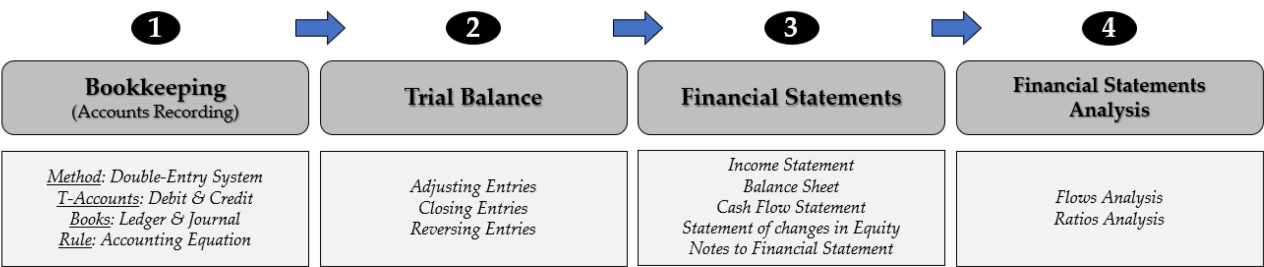 1
2
3
4
Bookkeeping
(Accounts Recording)
Trial Balance
Financial Statements
Financial Statements
Analysis
Method: Double-Entry System
T-Accounts: Debit & Credit
Books: Ledger & Journal
Rule: Accounting Equation
Adjusting Entries
Closing Entries
Reversing Entries
Income Statement
Balance Sheet
Cash Flow Statement
Statement of changes in Equity
Notes to Financial Statement
Flows Analysis
Ratios Analysis